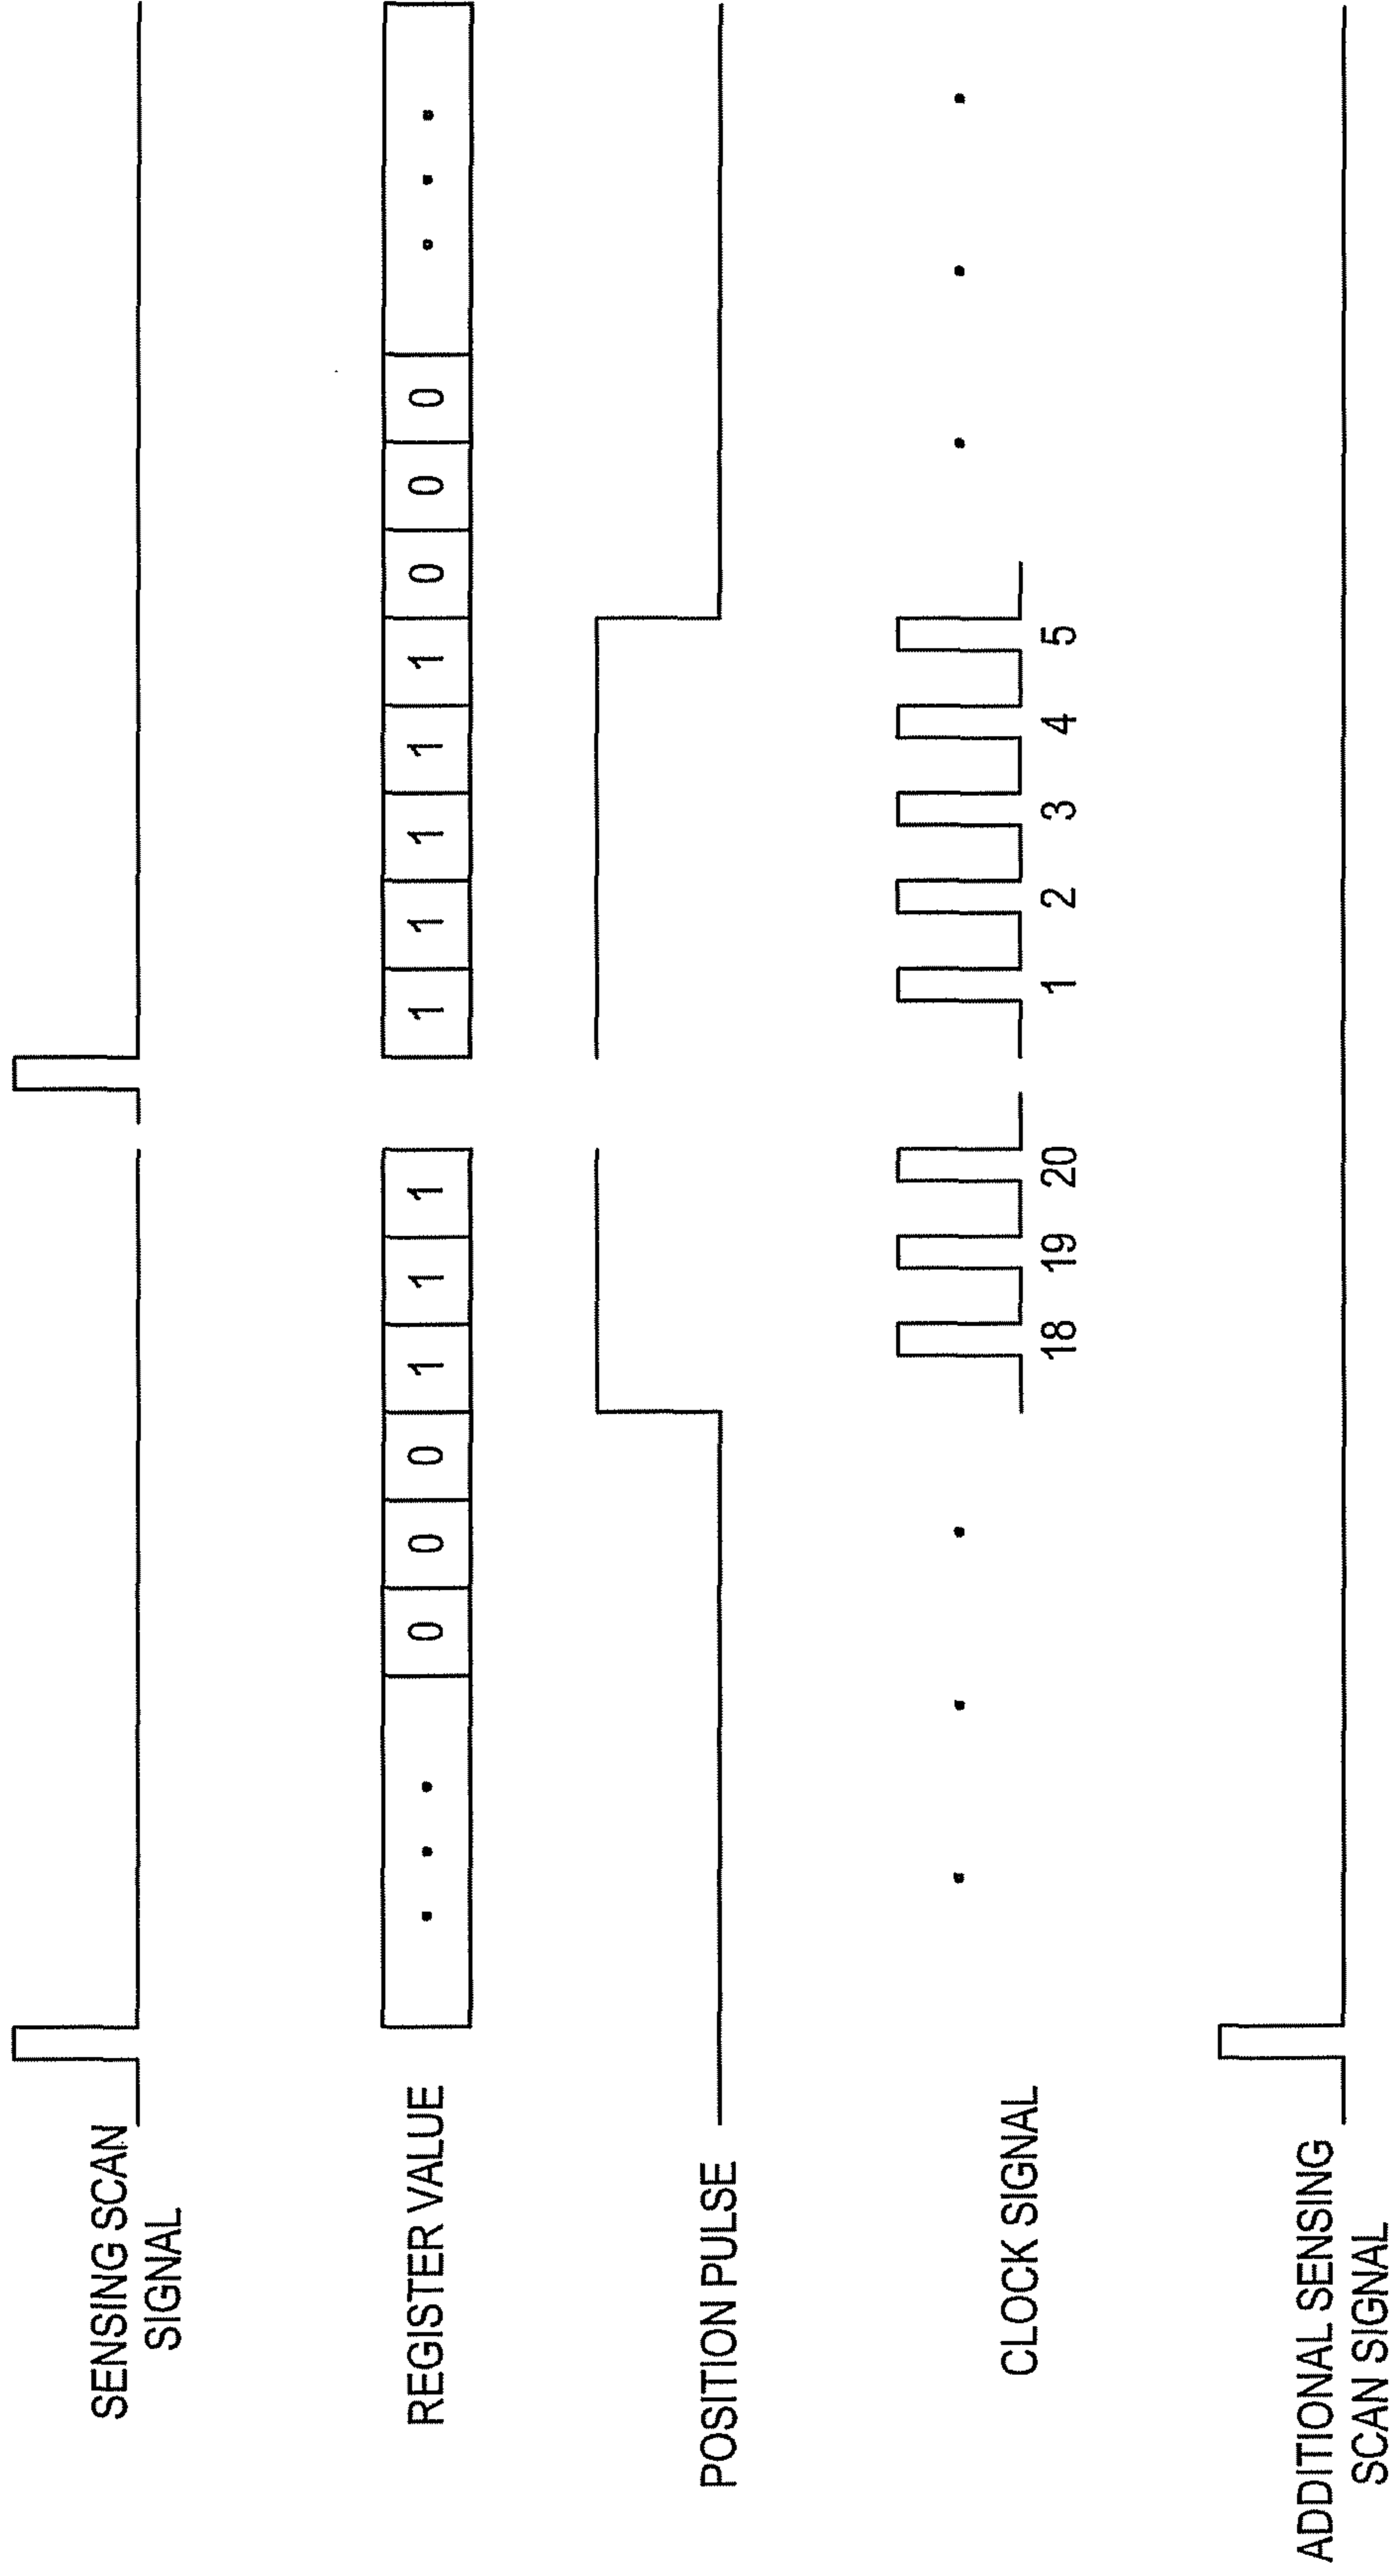 SENSING SCAN
SIGNAL
REGISTER VALUE
0 0 0 1 1 1 1 1 1 1 1 0 0 0
POSITION PULSE
CLOCK SIGNAL
18 19 20 1 2 3 4 5
ADDITIONAL SENSING
SCAN SIGNAL